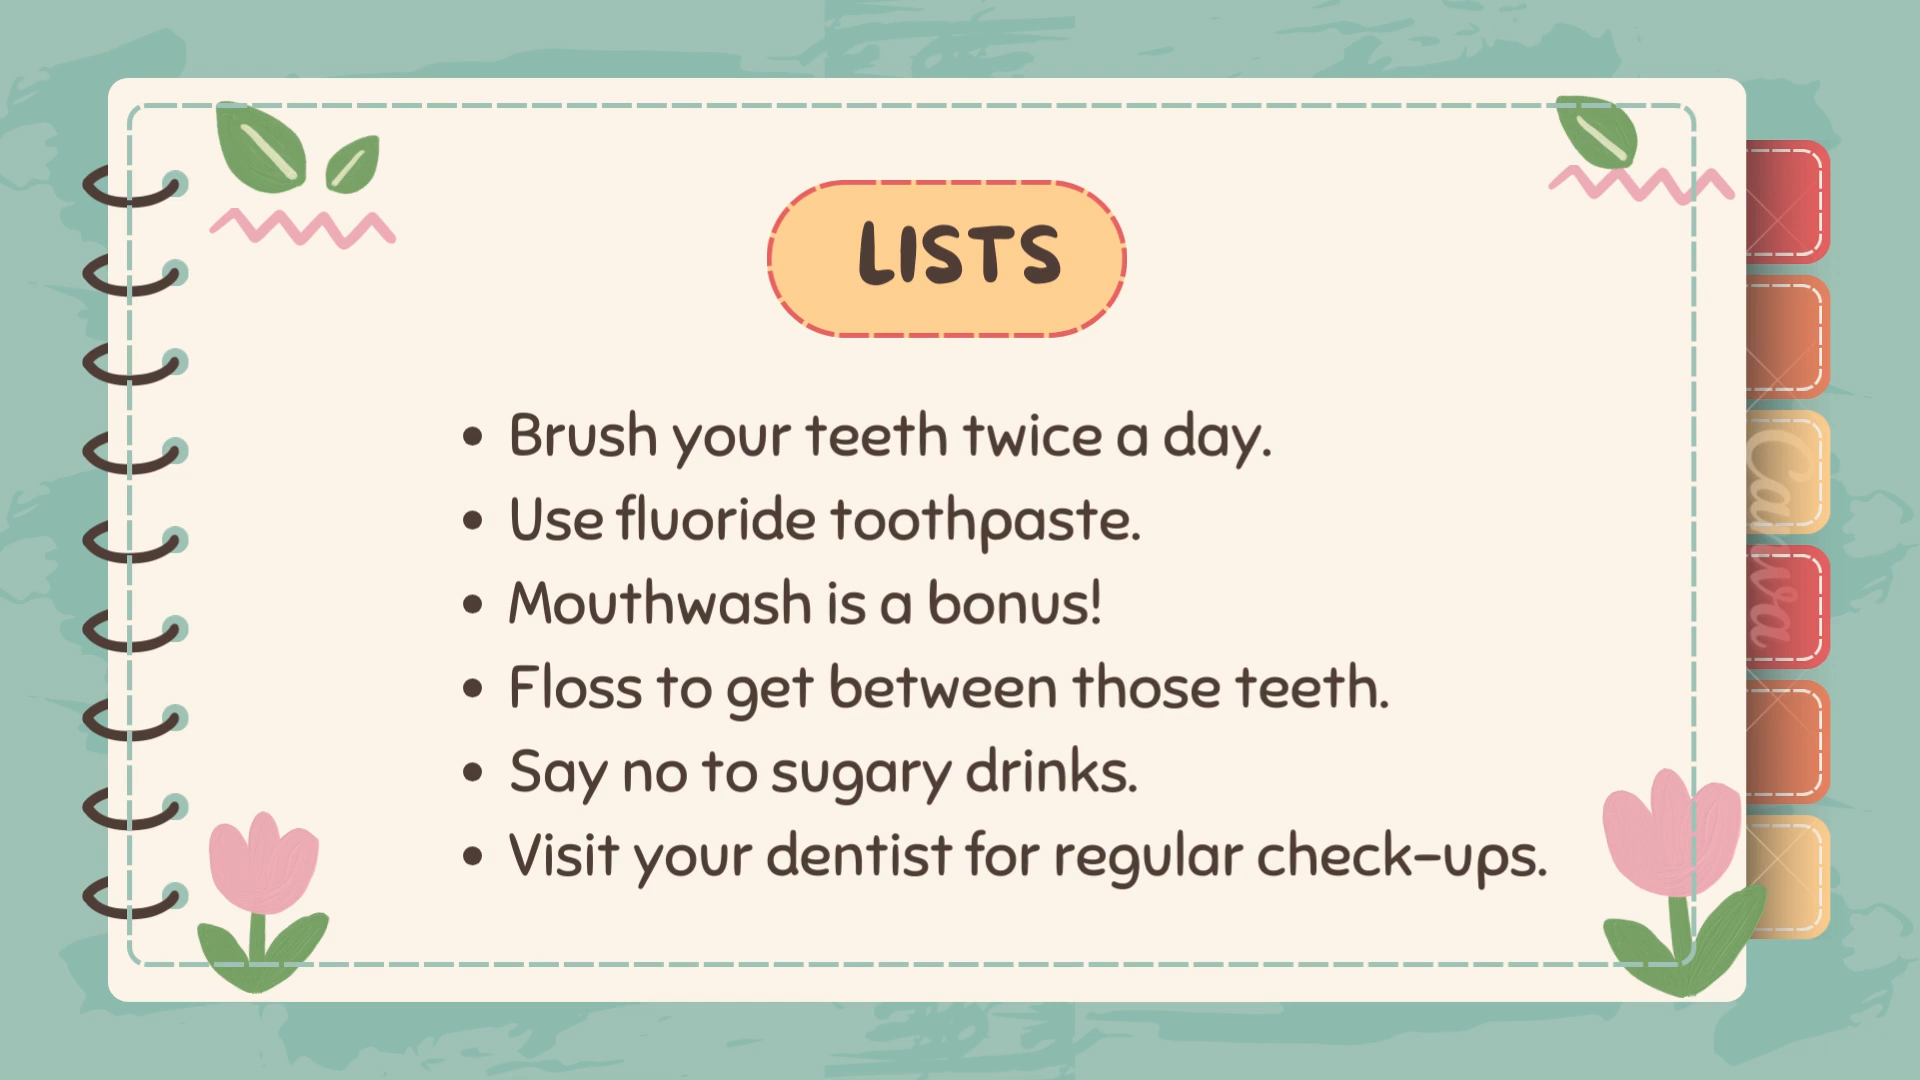 LISTS
• Brush your teeth twice a day.
• Use fluoride toothpaste.
• Mouthwash is a bonus!
• Floss to get between those teeth.
• Say no to sugary drinks.
• Visit your dentist for regular check-ups.
Canva